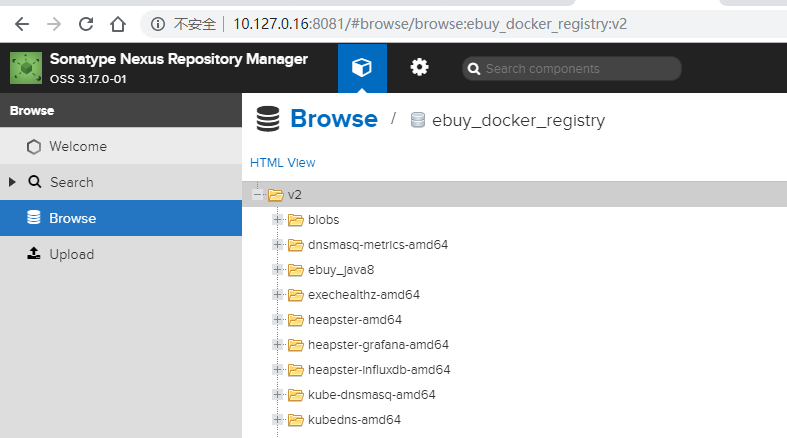 不安全 | 10.127.0.16:8081/#browse/browse:ebuy_docker_registry:v2
Sonatype Nexus Repository Manager
OSS 3.17.0-01
Search components
Browse
Welcome
Search
Browse
Upload
Browse / ebuy_docker_registry
HTML View
v2
blobs
dnsmasq-metrics-amd64
ebuy_java8
exechealthz-amd64
heapster-amd64
heapster-grafana-amd64
heapster-influxdb-amd64
kube-dnsmasq-amd64
kubedns-amd64